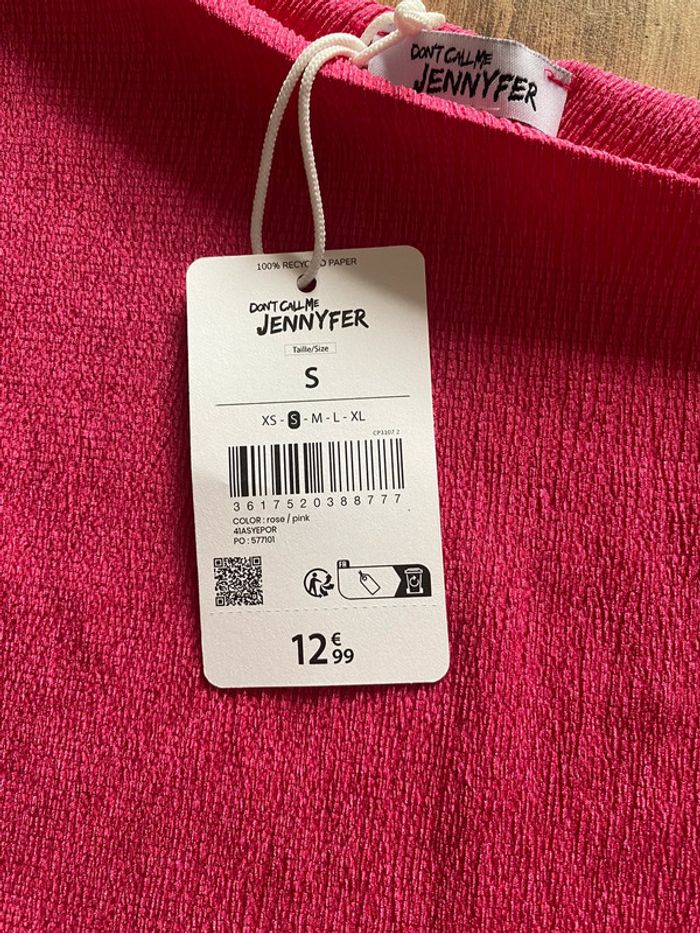 DON'T CALL ME
JENNYFER
100% RECYCLED PAPER
DON'T CALL ME
JENNYFER
Taille/Size
S
XS - S - M - L - XL
CP3107 2
3617520388777
COLOR : rose / pink
41ASYEPOR
PO : 577101
FR
12€99